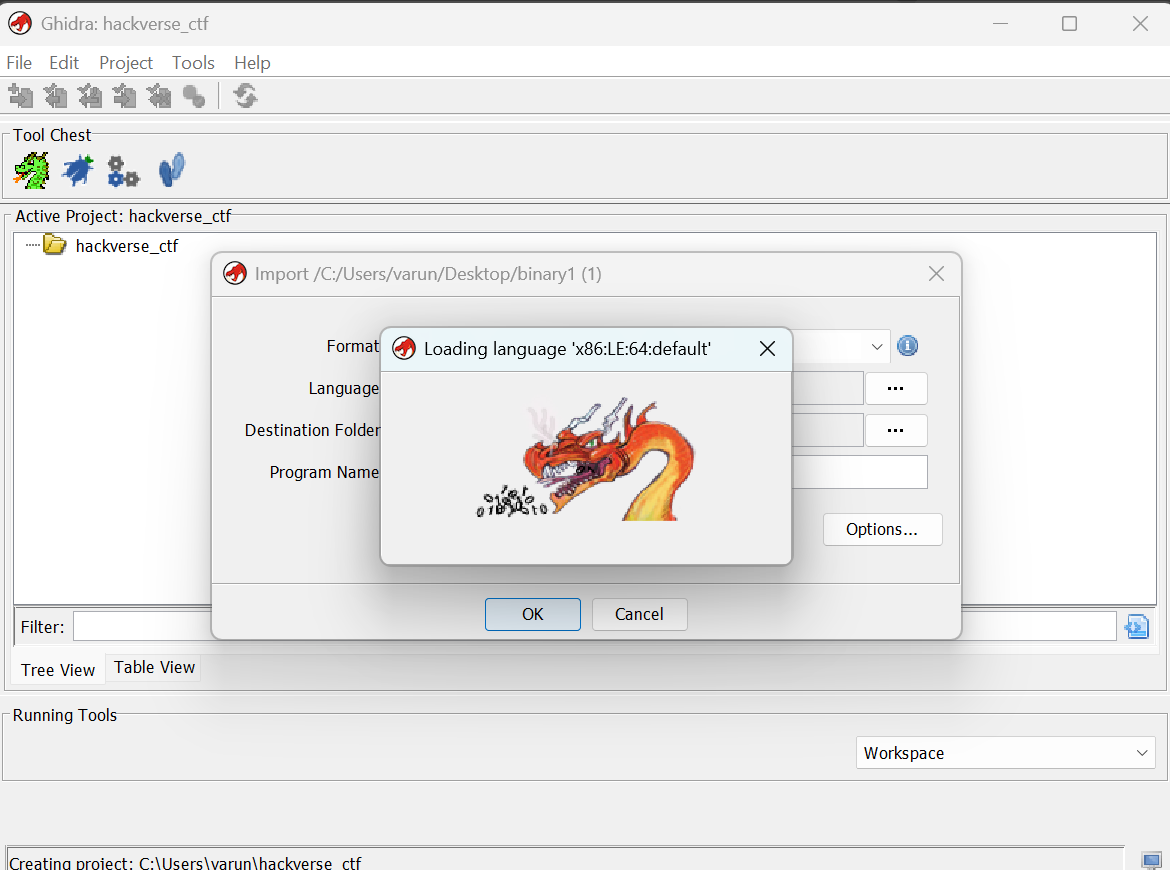 Ghidra: hackverse_ctf
File Edit Project Tools Help
Tool Chest
Active Project: hackverse_ctf
hackverse_ctf
Import /C:/Users/varun/Desktop/binary1 (1)
Loading language 'x86:LE:64:default'
Format
Language
Destination Folder
Program Name
Options...
OK Cancel
Filter:
Tree View Table View
Running Tools
Workspace
Creating project: C:\Users\varun\hackverse_ctf